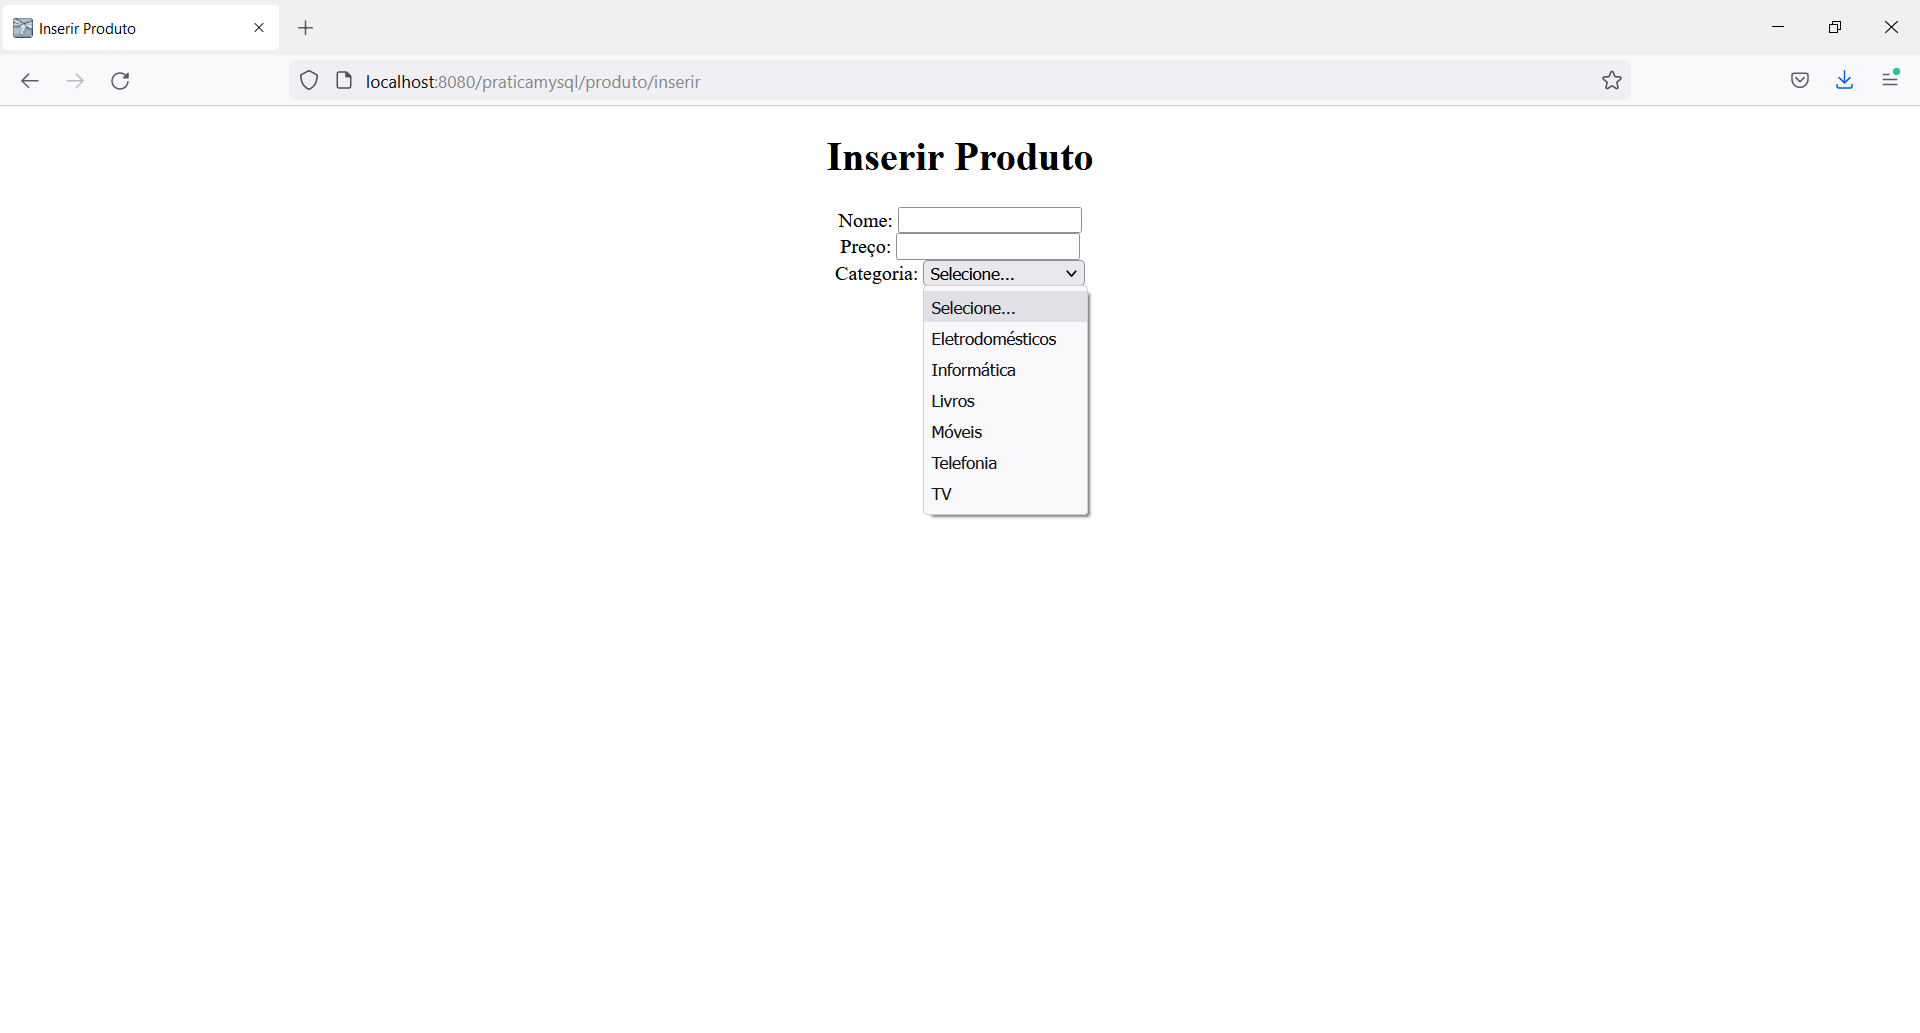 Inserir Produto
localhost:8080/praticamysql/produto/inserir
Inserir Produto
Nome:
Preço:
Categoria: Selecione...
Selecione...
Eletrodomésticos
Informática
Livros
Móveis
Telefonia
TV